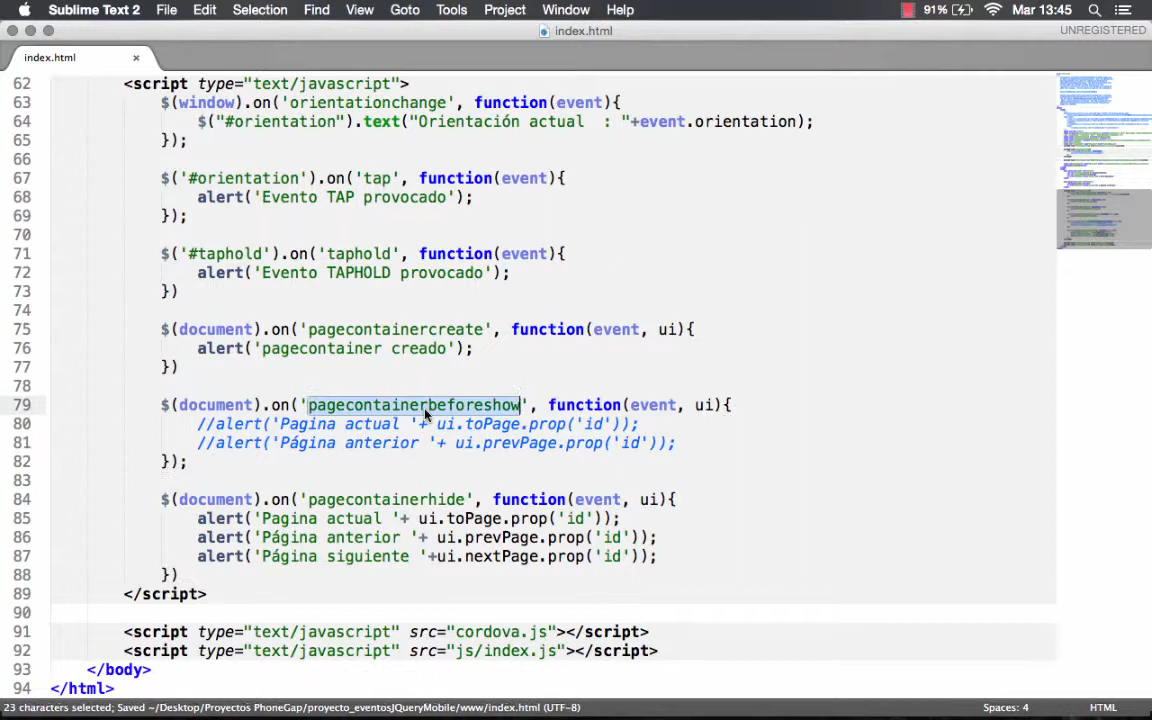 Sublime Text 2 File Edit Selection Find View Goto Tools Project Window Help 91% Mar 13:45
index.html UNREGISTERED
index.html ×
62 <script type="text/javascript">
63 $(window).on('orientationchange', function(event){
64 $("#orientation").text("Orientación actual  : "+event.orientation);
65 });
66
67 $('#orientation').on('tap', function(event){
68 alert('Evento TAP provocado');
69 });
70
71 $('#taphold').on('taphold', function(event){
72 alert('Evento TAPHOLD provocado');
73 })
74
75 $(document).on('pagecontainercreate', function(event, ui){
76 alert('pagecontainer creado');
77 })
78
79 $(document).on('pagecontainerbeforeshow', function(event, ui){
80 //alert('Pagina actual '+ ui.toPage.prop('id'));
81 //alert('Página anterior '+ ui.prevPage.prop('id'));
82 });
83
84 $(document).on('pagecontainerhide', function(event, ui){
85 alert('Pagina actual '+ ui.toPage.prop('id'));
86 alert('Página anterior '+ ui.prevPage.prop('id'));
87 alert('Página siguiente '+ui.nextPage.prop('id'));
88 })
89 </script>
90
91 <script type="text/javascript" src="cordova.js"></script>
92 <script type="text/javascript" src="js/index.js"></script>
93 </body>
94 </html>
23 characters selected; Saved ~/Desktop/Proyectos PhoneGap/proyecto_eventosJQueryMobile/www/index.html (UTF-8) Spaces: 4 HTML